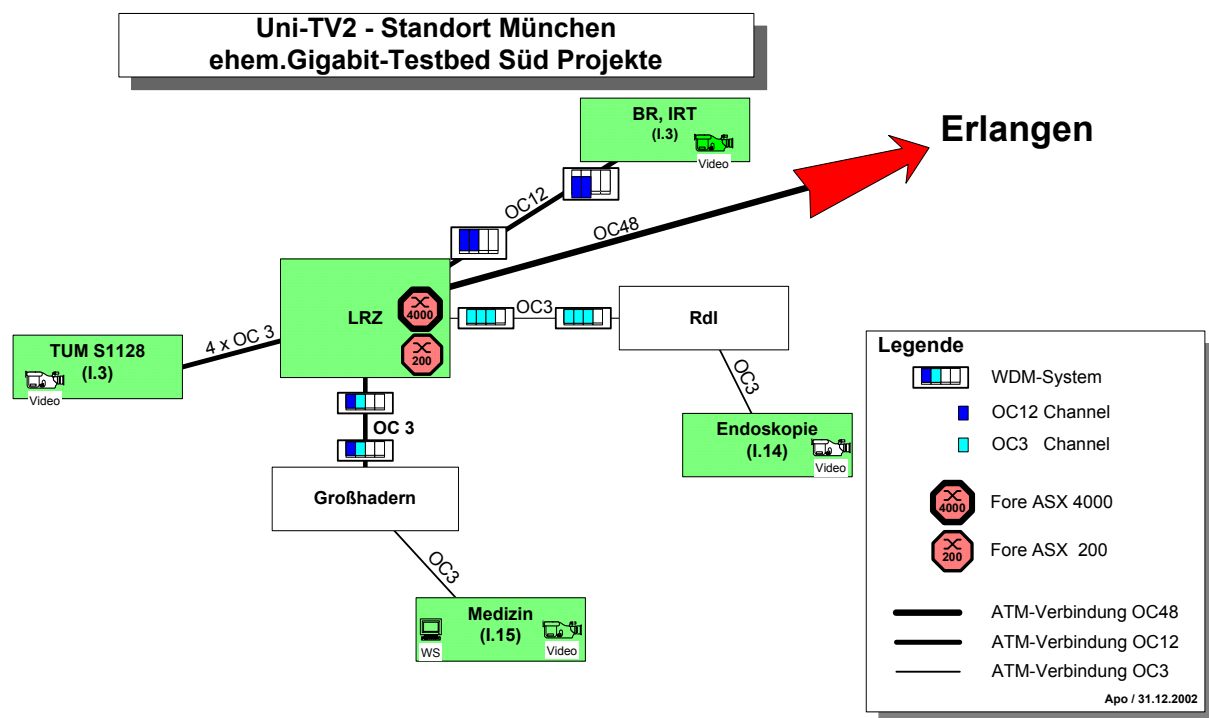 Uni-TV2 - Standort München
ehem.Gigabit-Testbed Süd Projekte
BR, IRT
(I.3)
Video
Erlangen
OC12
OC48
LRZ
4000
200
OC3
RdI
TUM S1128
(I.3)
Video
4 x OC 3
OC 3
OC3
Endoskopie
(I.14)
Video
Großhadern
OC3
Medizin
(I.15)
WS
Video
Legende
WDM-System
OC12 Channel
OC3 Channel
4000
Fore ASX 4000
200
Fore ASX 200
ATM-Verbindung OC48
ATM-Verbindung OC12
ATM-Verbindung OC3
Apo / 31.12.2002